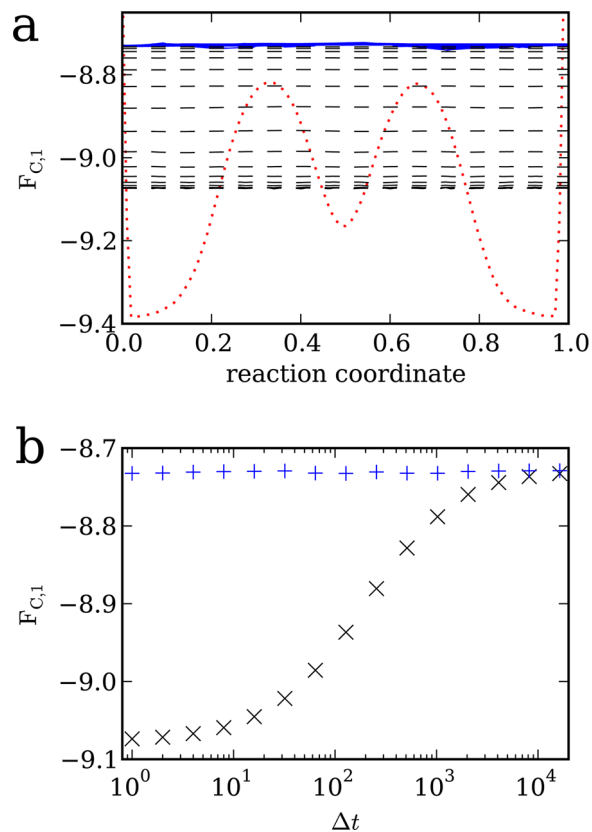 a
F_C,1
−8.8
−9.0
−9.2
−9.4
0.0 0.2 0.4 0.6 0.8 1.0
reaction coordinate
b
F_C,1
−8.7
−8.8
−8.9
−9.0
−9.1
10^0 10^1 10^2 10^3 10^4
Δt